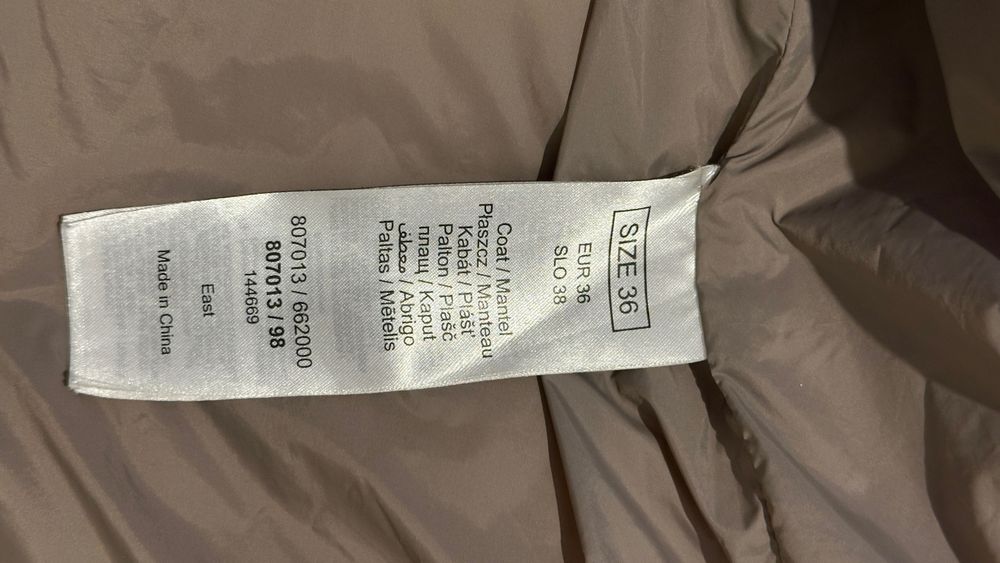 SIZE 36
EUR 36
SLO 38
Coat / Mantel
Płaszcz / Manteau
Kabát / Plášť
Palton / Plašč
плащ / Kaput
معطف / Abrigo
Paltas / Mētelis
807013 / 662000
807013 / 98
144669
East
Made in China